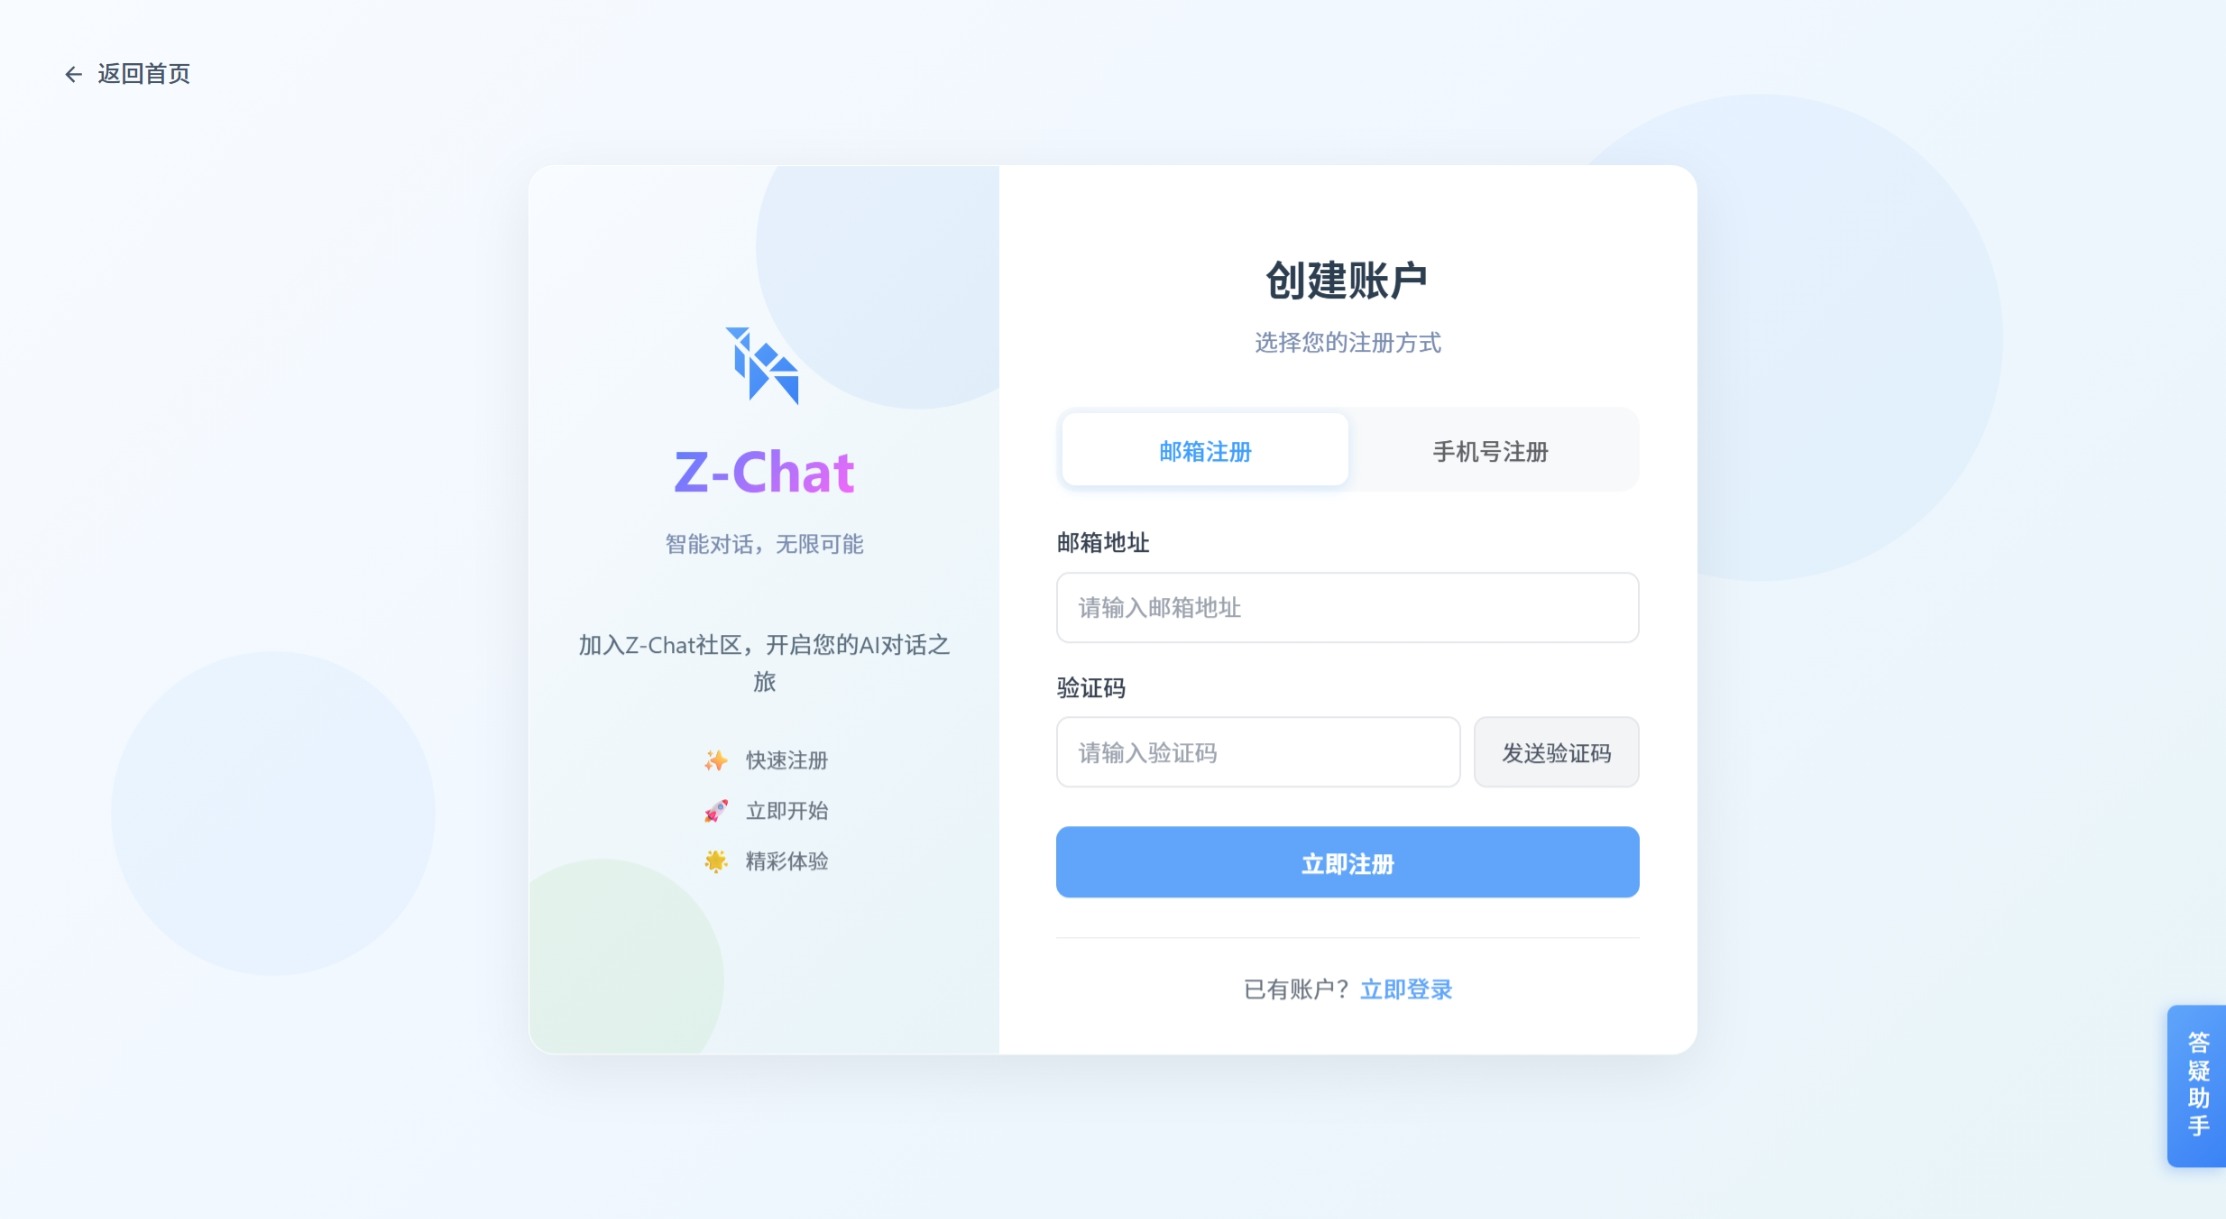 返回首页
Z-Chat
智能对话，无限可能
加入Z-Chat社区，开启您的AI对话之
旅
快速注册
立即开始
精彩体验
创建账户
选择您的注册方式
邮箱注册
手机号注册
邮箱地址
请输入邮箱地址
验证码
请输入验证码
发送验证码
立即注册
已有账户？立即登录
答疑助手